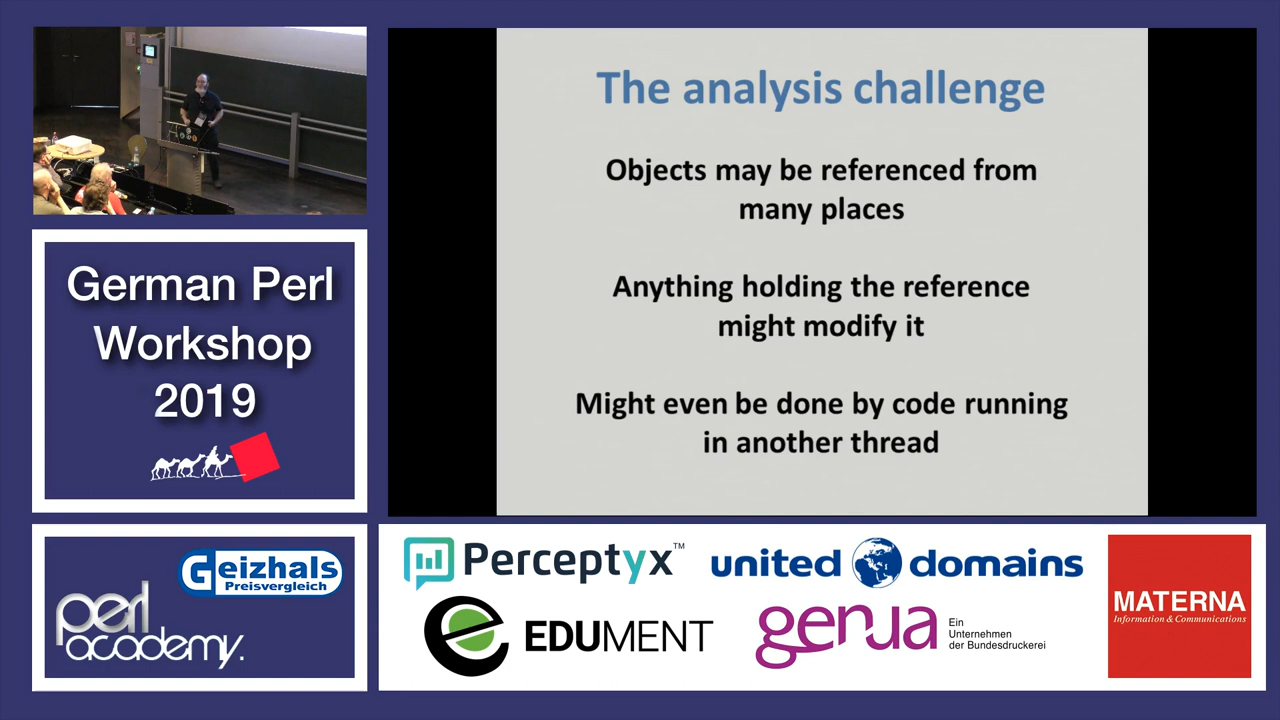 The analysis challenge
Objects may be referenced from
many places
Anything holding the reference
might modify it
Might even be done by code running
in another thread
German Perl
Workshop
2019
Geizhals
Preisvergleich
perl
academy.
Perceptyx™
united domains
MATERNA
Information & Communications
EDUMENT
genua
Ein
Unternehmen
der Bundesdruckerei